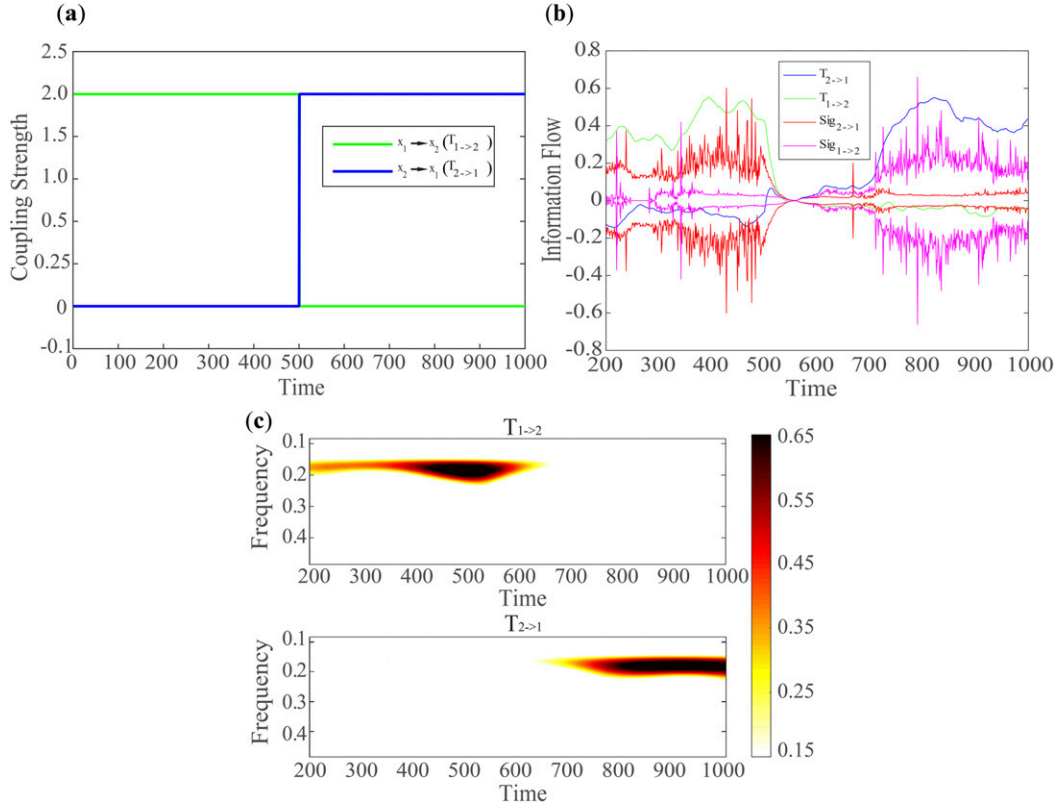 (a)
Coupling Strength
2.5
2.0
1.5
2.0
0.5
2.25
0
-0.1
x1 → x2 (T1->2)
x2 → x1 (T2->1)
0 100 200 300 400 500 600 700 800 900 1000
Time
(b)
Information Flow
0.8
0.6
0.4
0.2
0
-0.2
-0.4
-0.6
-0.8
T2->1
T1->2
Sig2->1
Sig1->2
200 300 400 500 600 700 800 900 1000
Time
(c)
T1->2
Frequency
0.1
0.2
0.3
0.4
200 300 400 500 600 700 800 900 1000
Time
T2->1
Frequency
0.1
0.2
0.3
0.4
200 300 400 500 600 700 800 900 1000
Time
0.65
0.55
0.45
0.35
0.25
0.15